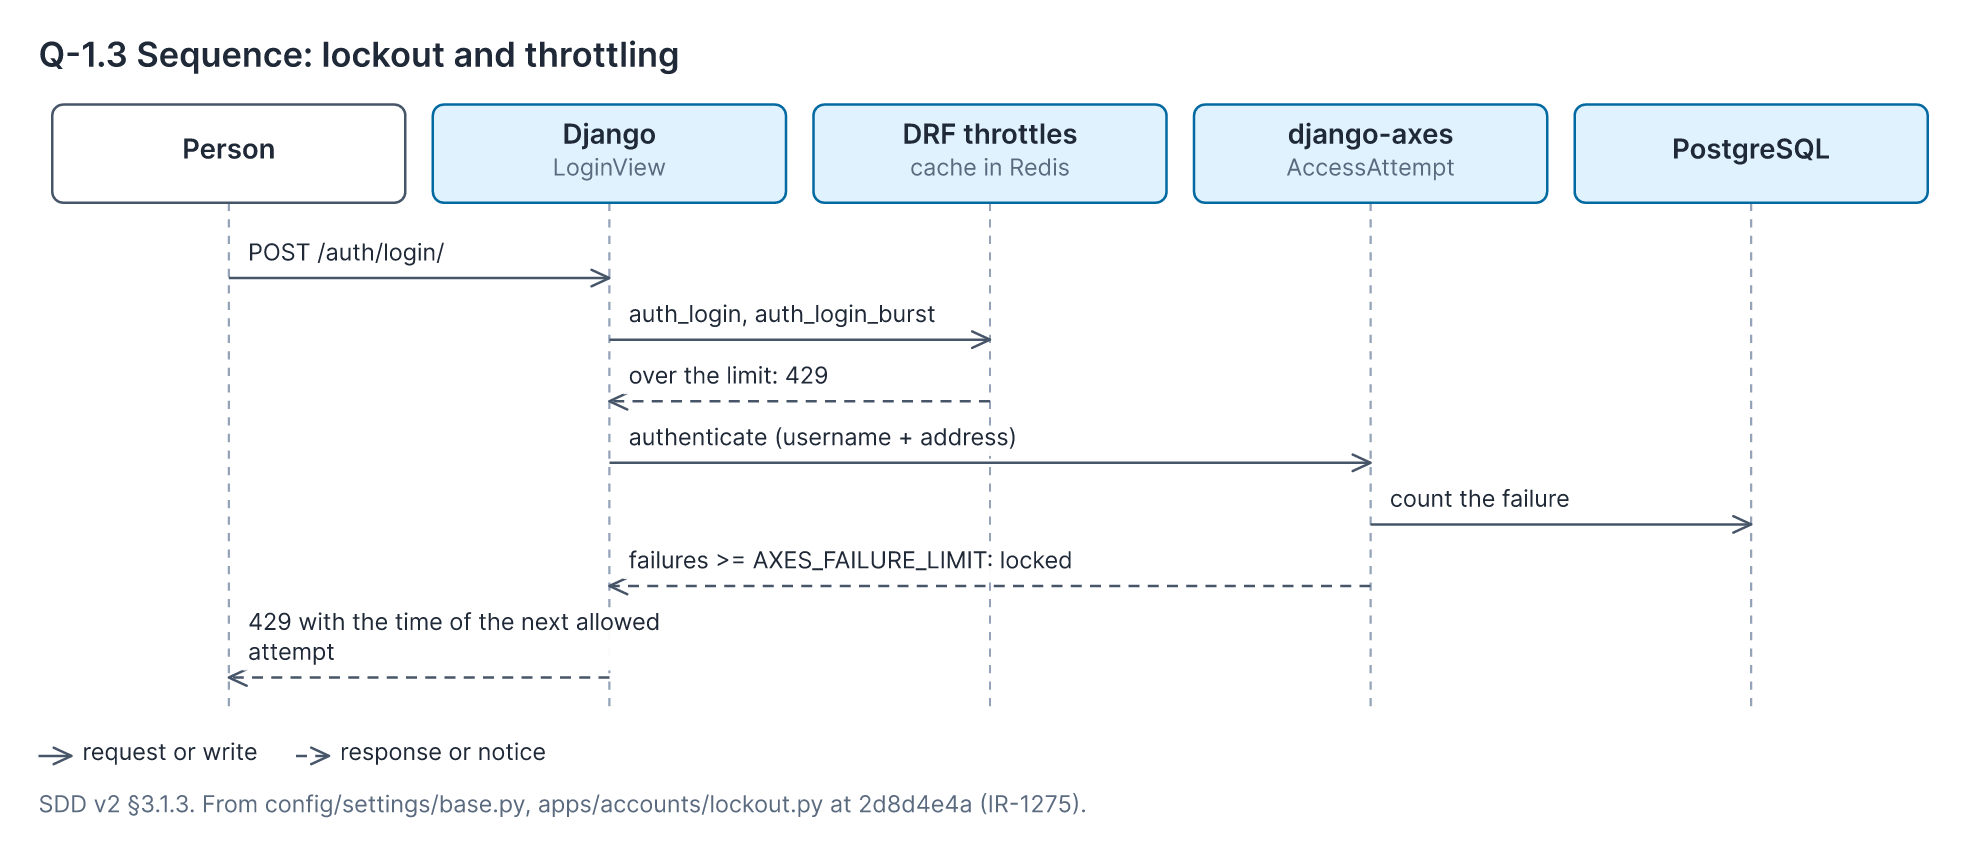 Q-1.3 Sequence: lockout and throttling
Person
Django
LoginView
DRF throttles
cache in Redis
django-axes
AccessAttempt
PostgreSQL
POST /auth/login/
auth_login, auth_login_burst
over the limit: 429
authenticate (username + address)
count the failure
failures >= AXES_FAILURE_LIMIT: locked
429 with the time of the next allowed
attempt
request or write
response or notice
SDD v2 §3.1.3. From config/settings/base.py, apps/accounts/lockout.py at 2d8d4e4a (IR-1275).